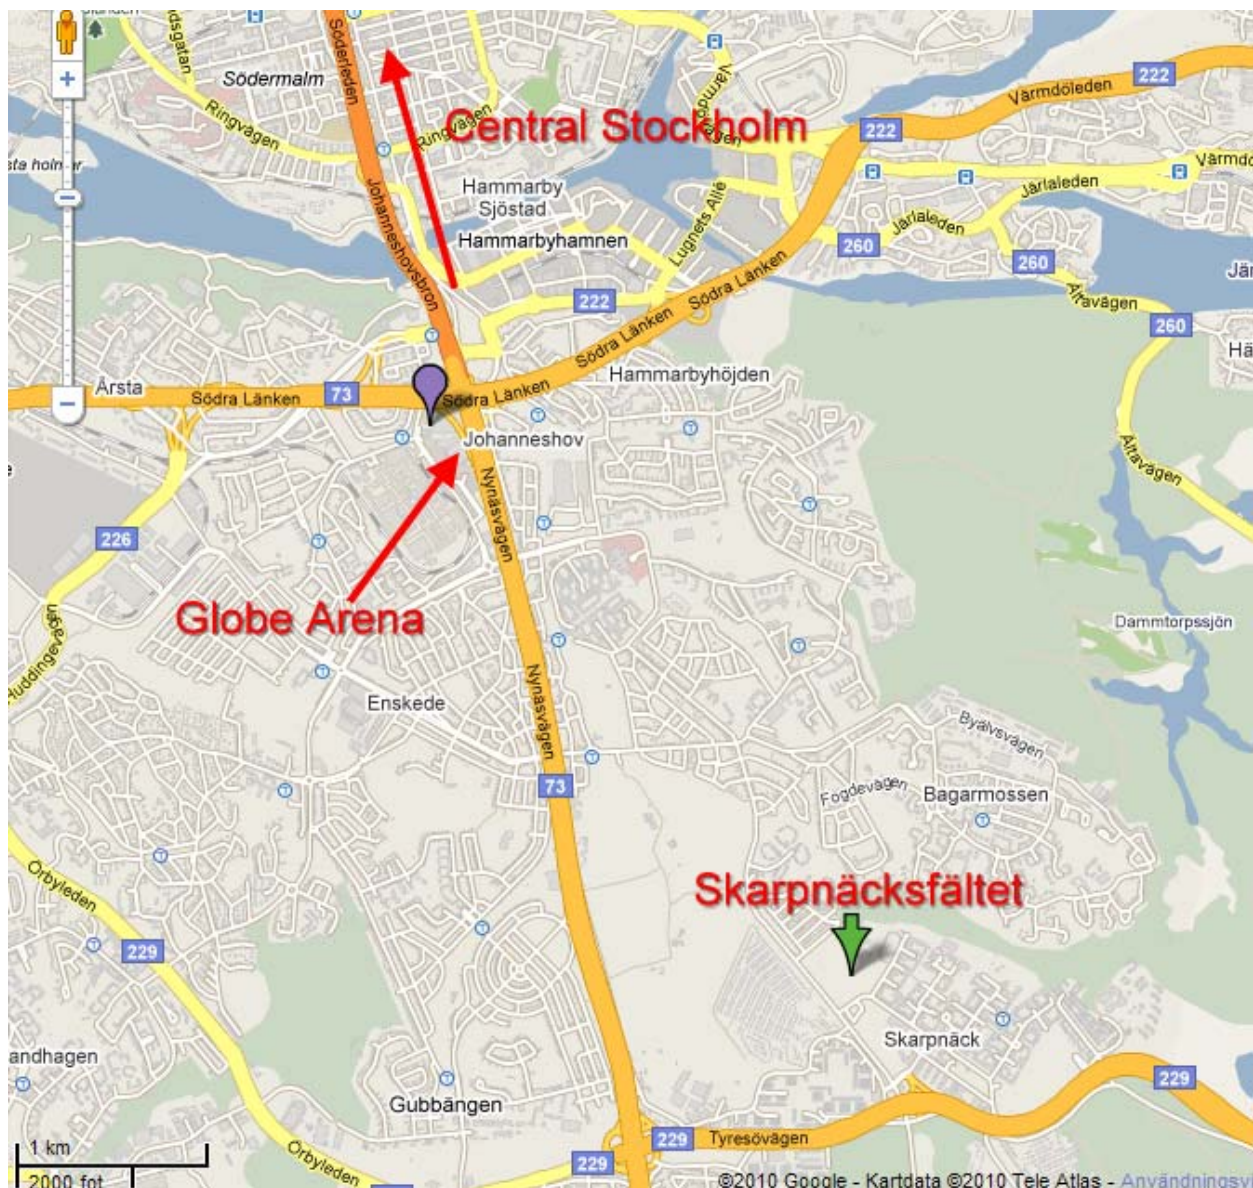 Söderleden
Södermalm
Ringvägen
Ringvägen
Central Stockholm
Värmdövägen
222
Värmdöleden
222
Värmdö
Järlaleden
Järlaleden
Hammarby
Sjöstad
Hammarbyhamnen
Lugnets Allé
Johanneshovsbron
260
260
Ältavägen
260
222
Södra Länken
Södra Länken
Årsta
Södra Länken
73
Södra Länken
Hammarbyhöjden
Johanneshov
Nynäsvägen
Ältavägen
226
Globe Arena
Huddingevägen
Dammtorpssjön
Enskede
Nynäsvägen
Byälvsvägen
73
Fogdevägen
Bagarmossen
Örbyleden
Skarpnäcksfältet
229
Skarpnäck
andhagen
Gubbängen
229
1 km
2000 fot
Örbyleden
229
229
Tyresövägen
©2010 Google - Kartdata ©2010 Tele Atlas - Användningsv